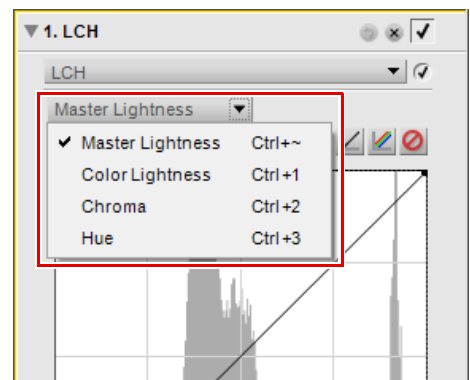 1. LCH
LCH
Master Lightness
Master Lightness Ctrl+~
Color Lightness Ctrl+1
Chroma Ctrl+2
Hue Ctrl+3